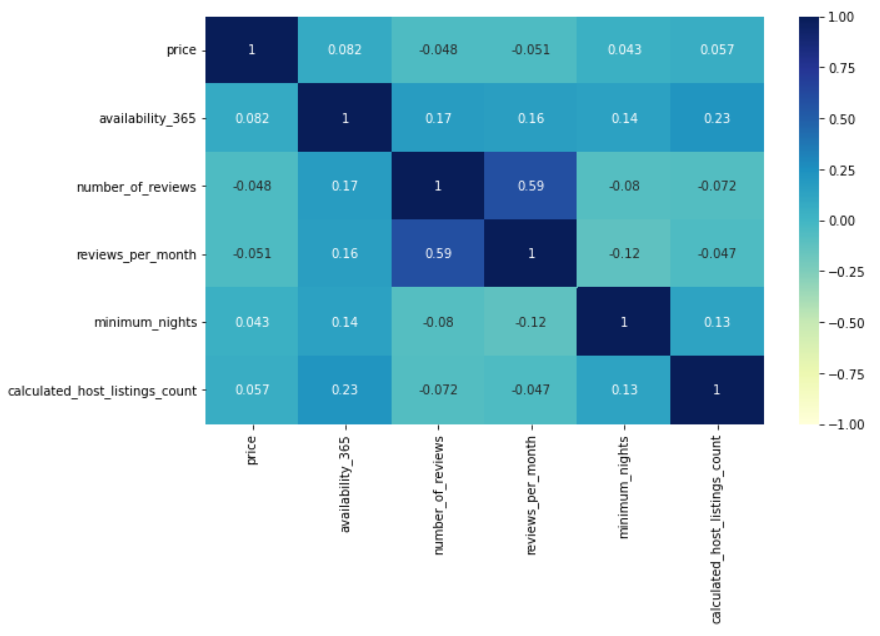 price 1 0.082 -0.048 -0.051 0.043 0.057
availability_365 0.082 1 0.17 0.16 0.14 0.23
number_of_reviews -0.048 0.17 1 0.59 -0.08 -0.072
reviews_per_month -0.051 0.16 0.59 1 -0.12 -0.047
minimum_nights 0.043 0.14 -0.08 -0.12 1 0.13
calculated_host_listings_count 0.057 0.23 -0.072 -0.047 0.13 1
price
availability_365
number_of_reviews
reviews_per_month
minimum_nights
calculated_host_listings_count
1.00
0.75
0.50
0.25
0.00
−0.25
−0.50
−0.75
−1.00